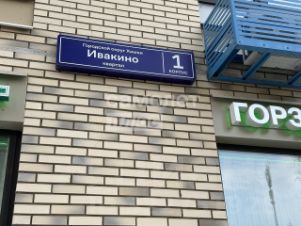 Городской округ Химки
Ивакино
квартал
1
КОРПУС
ГОРЗ